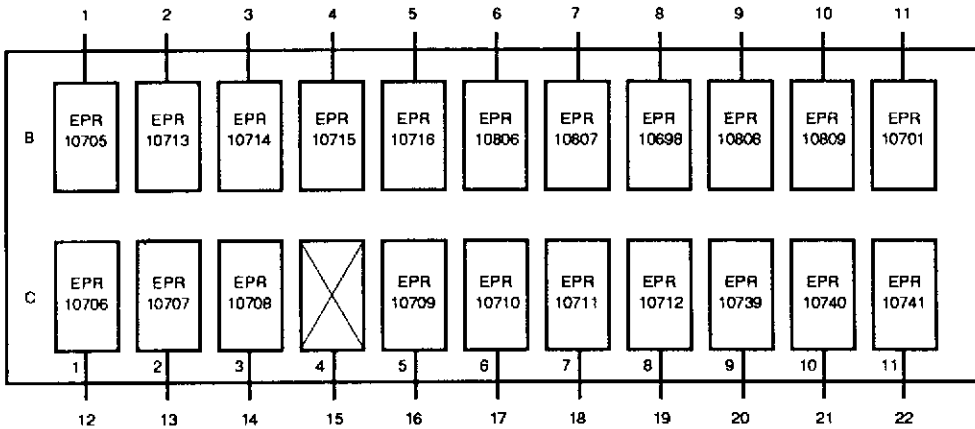 1 2 3 4 5 6 7 8 9 10 11
B
EPR EPR EPR EPR EPR EPR EPR EPR EPR EPR EPR
10705 10713 10714 10715 10716 10806 10807 10698 10808 10809 10701
C
EPR EPR EPR EPR EPR EPR EPR EPR EPR EPR
10706 10707 10708 10709 10710 10711 10712 10739 10740 10741
1 2 3 4 5 6 7 8 9 10 11
12 13 14 15 16 17 18 19 20 21 22